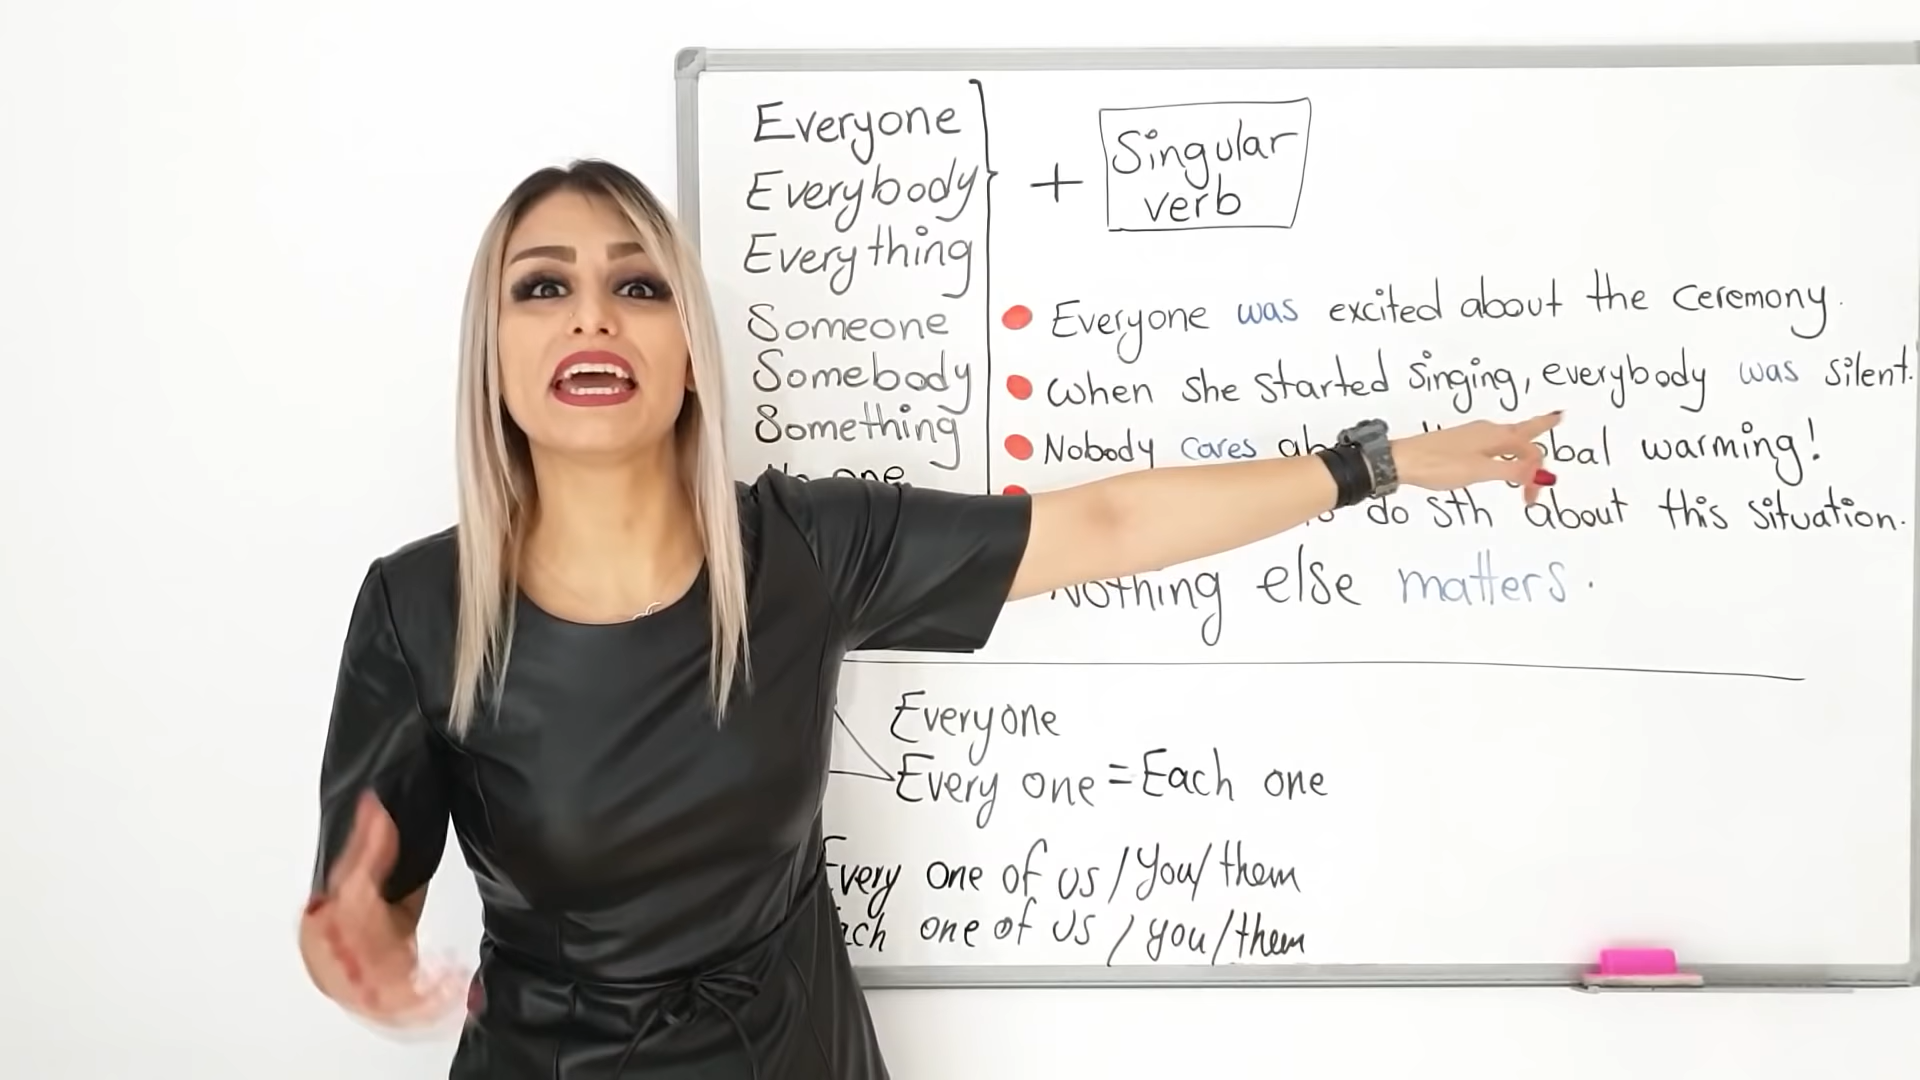 Everyone
Everybody
Everything
Someone
Somebody
Something
one
+ Singular
verb
Everyone was excited about the ceremony.
When she started singing, everybody was silent.
Nobody cares warming!
do sth about this situation.
Nothing else matters.
Everyone
Every one = Each one
Every one of us / you / them
one of us / you / them